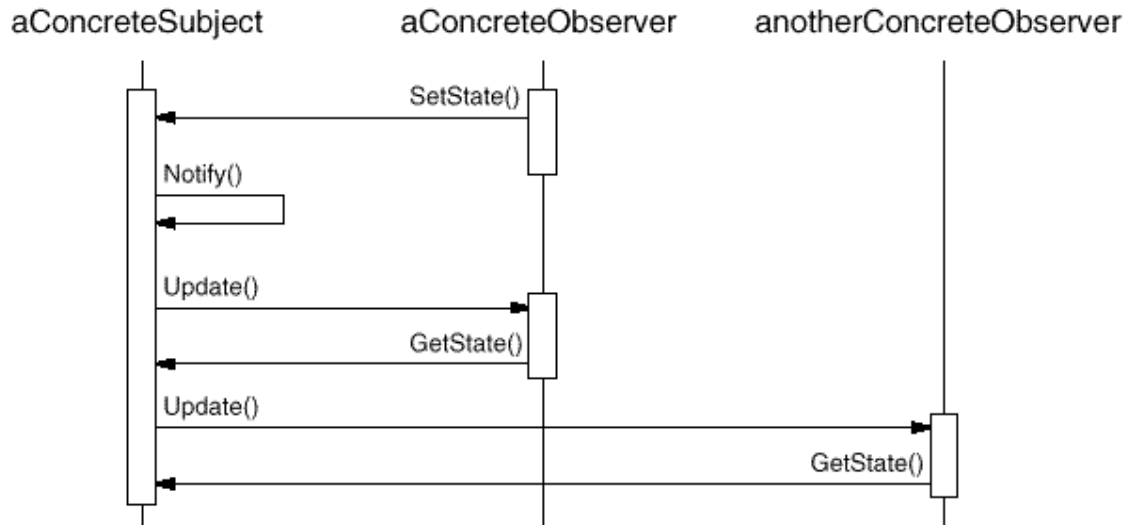 aConcreteSubject aConcreteObserver anotherConcreteObserver
SetState()
Notify()
Update()
GetState()
Update()
GetState()